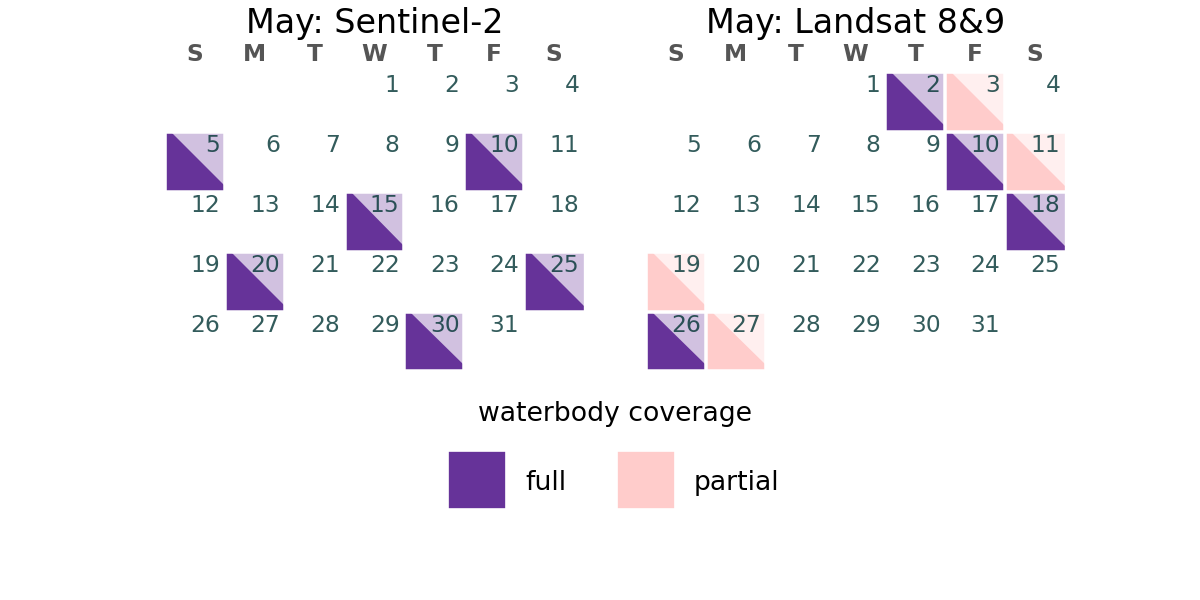 May: Sentinel-2
S M T W T F S
1 2 3 4
5 6 7 8 9 10 11
12 13 14 15 16 17 18
19 20 21 22 23 24 25
26 27 28 29 30 31
May: Landsat 8&9
S M T W T F S
1 2 3 4
5 6 7 8 9 10 11
12 13 14 15 16 17 18
19 20 21 22 23 24 25
26 27 28 29 30 31
waterbody coverage
full partial